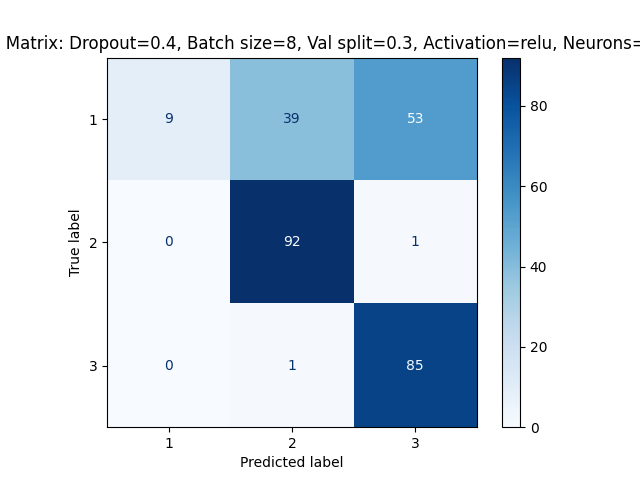 Matrix: Dropout=0.4, Batch size=8, Val split=0.3, Activation=relu, Neurons=
1 9 39 53
2 0 92 1
3 0 1 85
1 2 3
True label
Predicted label
80
60
40
20
0